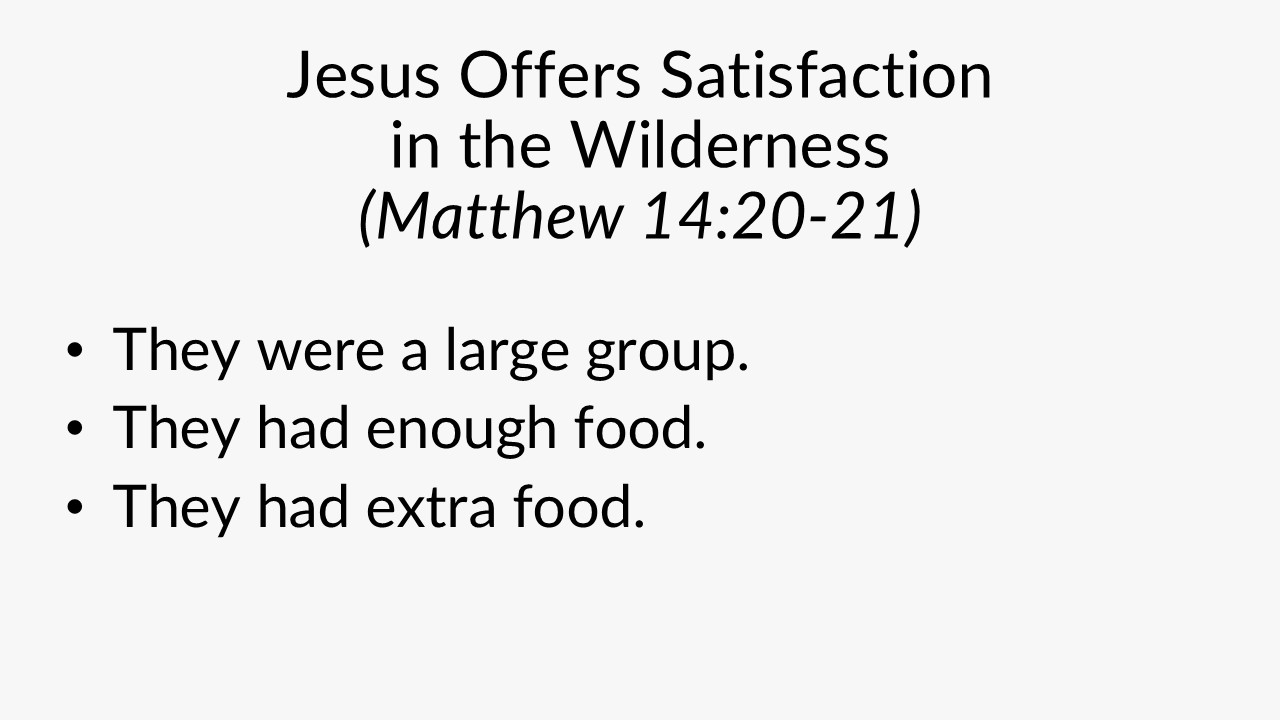 Jesus Offers Satisfaction
in the Wilderness
(Matthew 14:20-21)
• They were a large group.
• They had enough food.
• They had extra food.